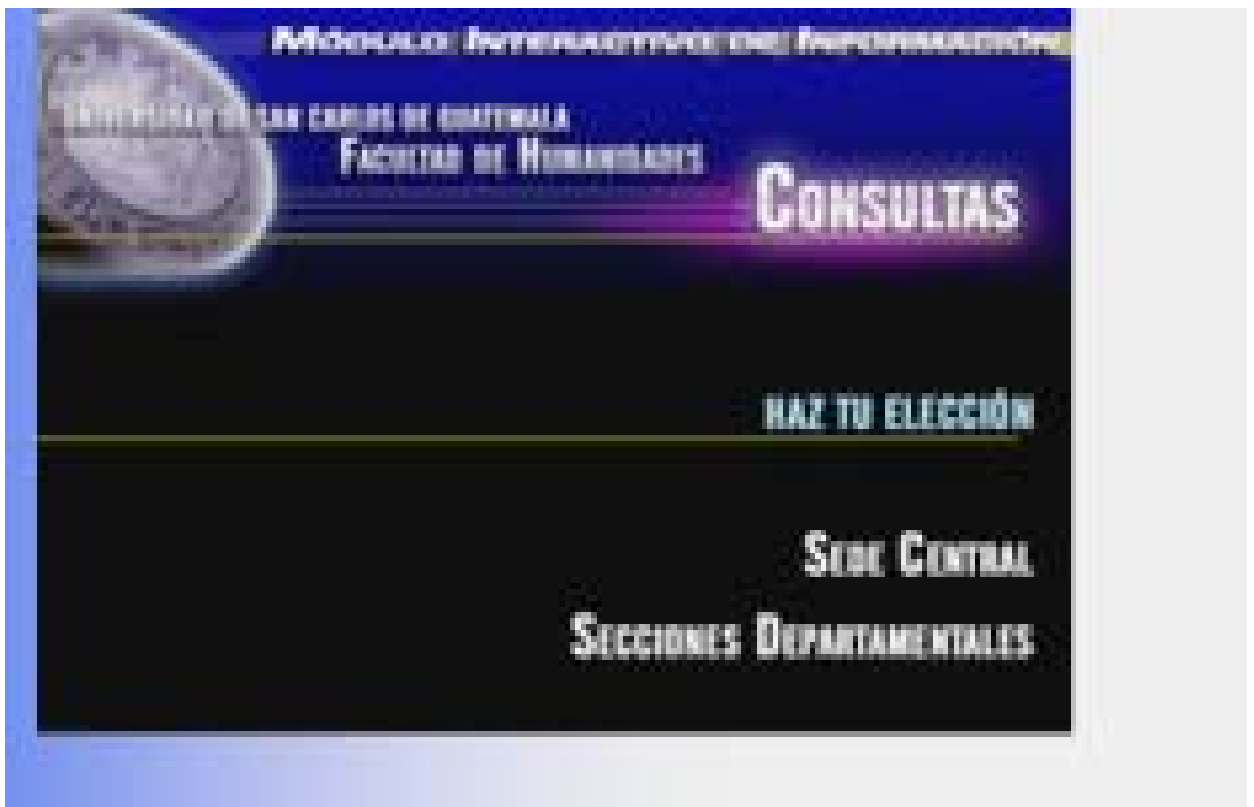 MÓDULO INTERACTIVO DE INFORMACIÓN
UNIVERSIDAD DE SAN CARLOS DE GUATEMALA
FACULTAD DE HUMANIDADES
CONSULTAS
HAZ TU ELECCIÓN
SEDE CENTRAL
SECCIONES DEPARTAMENTALES